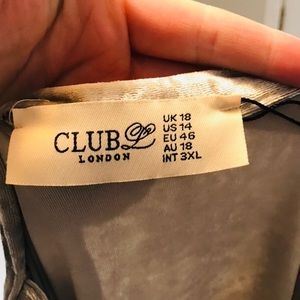 CLUB L
LONDON
UK 18
US 14
EU 46
AU 18
INT 3XL